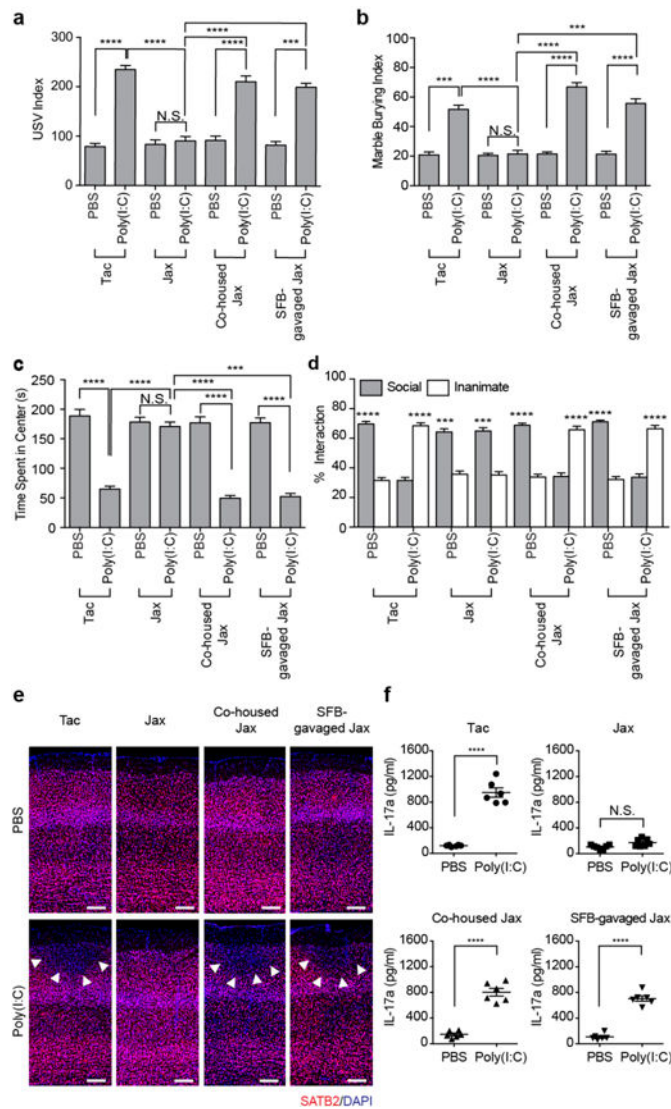 a
USV Index
300
200
100
0
****
****
****
****
***
N.S.
PBS
Poly(I:C)
PBS
Poly(I:C)
PBS
Poly(I:C)
PBS
Poly(I:C)
Tac
Jax
Co-housed
Jax
SFB-
gavaged Jax
b
Marble Burying Index
100
80
60
40
20
0
***
****
****
***
****
****
N.S.
PBS
Poly(I:C)
PBS
Poly(I:C)
PBS
Poly(I:C)
PBS
Poly(I:C)
Tac
Jax
Co-housed
Jax
SFB-
gavaged Jax
c
Time Spent in Center (s)
250
200
150
100
50
0
****
****
***
****
N.S.
****
****
PBS
Poly(I:C)
PBS
Poly(I:C)
PBS
Poly(I:C)
PBS
Poly(I:C)
Tac
Jax
Co-housed
Jax
SFB-
gavaged Jax
d
Social Inanimate
% Interaction
100
80
60
40
20
0
**** **** *** *** **** **** **** ****
PBS
Poly(I:C)
PBS
Poly(I:C)
PBS
Poly(I:C)
PBS
Poly(I:C)
Tac
Jax
Co-housed
Jax
SFB-
gavaged Jax
e
Tac Jax Co-housed Jax SFB-gavaged Jax
PBS
Poly(I:C)
SATB2/DAPI
f
Tac
IL-17a (pg/ml)
1600
1200
800
400
0
****
PBS Poly(I:C)
Jax
IL-17a (pg/ml)
1600
1200
800
400
0
N.S.
PBS Poly(I:C)
Co-housed Jax
IL-17a (pg/ml)
1600
1200
800
400
0
****
PBS Poly(I:C)
SFB-gavaged Jax
IL-17a (pg/ml)
1600
1200
800
400
0
****
PBS Poly(I:C)